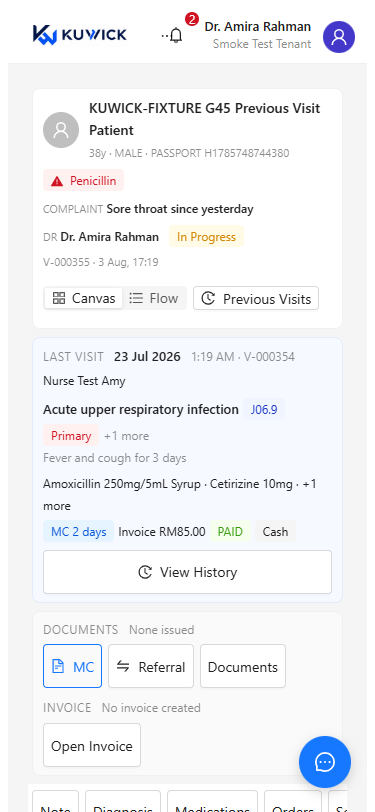 KUWICK
2
Dr. Amira Rahman
Smoke Test Tenant
KUWICK-FIXTURE G45 Previous Visit
Patient
38y · MALE · PASSPORT H1785748744380
Penicillin
COMPLAINT Sore throat since yesterday
DR Dr. Amira Rahman In Progress
V-000355 · 3 Aug, 17:19
Canvas Flow Previous Visits
LAST VISIT 23 Jul 2026 1:19 AM · V-000354
Nurse Test Amy
Acute upper respiratory infection J06.9
Primary +1 more
Fever and cough for 3 days
Amoxicillin 250mg/5mL Syrup · Cetirizine 10mg · +1
more
MC 2 days Invoice RM85.00 PAID Cash
View History
DOCUMENTS None issued
MC Referral Documents
INVOICE No invoice created
Open Invoice
Note Diagnosis Medications Orders